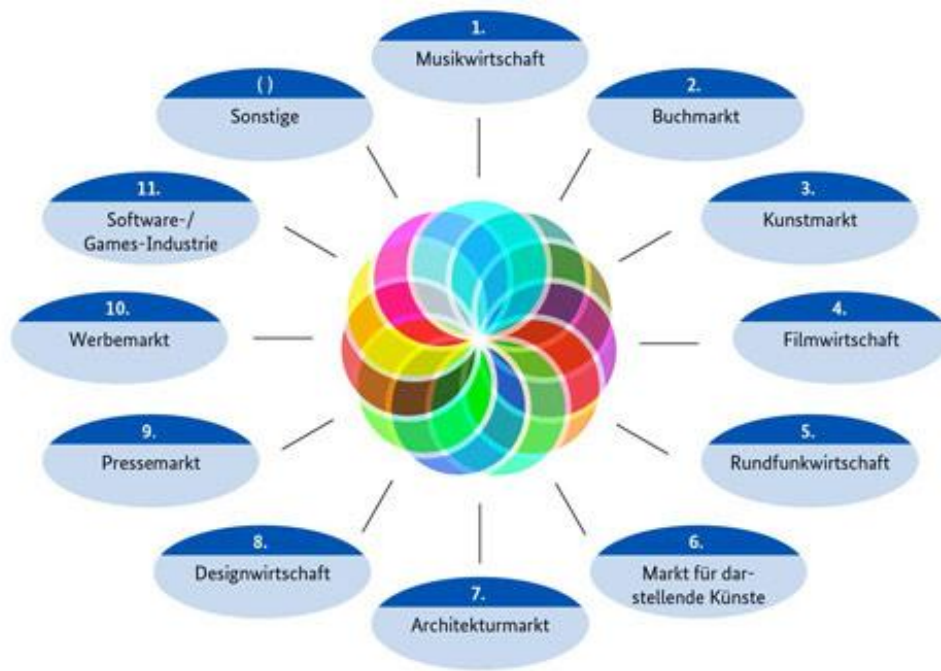 1.
Musikwirtschaft
2.
Buchmarkt
3.
Kunstmarkt
4.
Filmwirtschaft
5.
Rundfunkwirtschaft
6.
Markt für dar-
stellende Künste
7.
Architekturmarkt
8.
Designwirtschaft
9.
Pressemarkt
10.
Werbemarkt
11.
Software-/
Games-Industrie
( )
Sonstige